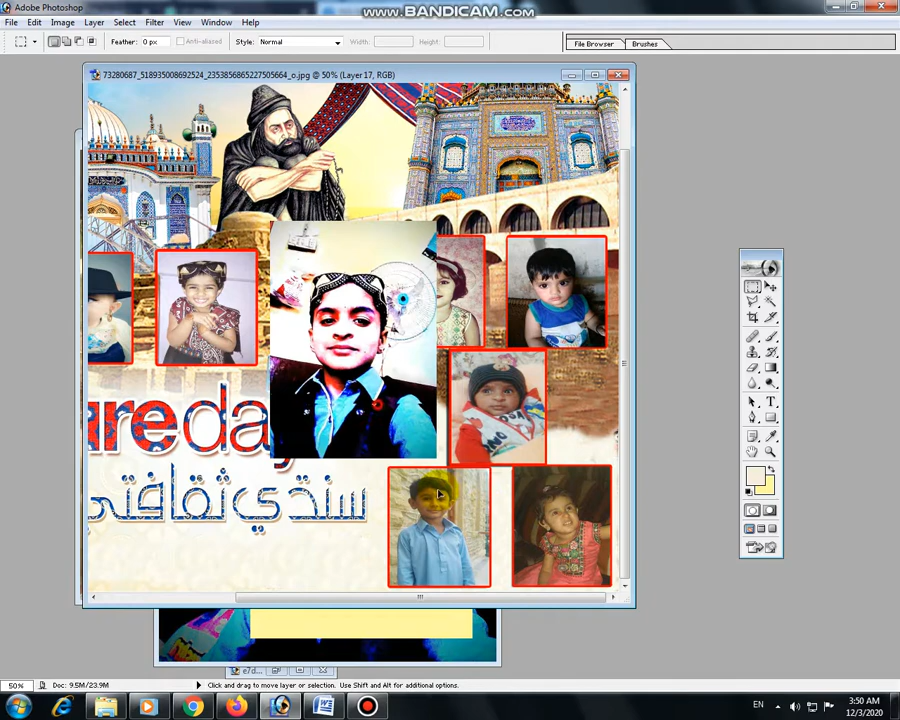 Adobe Photoshop
www.BANDICAM.com
File Edit Image Layer Select Filter View Window Help
Feather: 0 px Anti-aliased Style: Normal Width: Height: File Browser Brushes
73280687_518935008692524_2353856865227505664_o.jpg @ 50% (Layer 17, RGB)
areda
سنڌي ثقافتي
e7d...
50% Doc: 9.5M/23.9M Click and drag to move layer or selection. Use Shift and Alt for additional options.
EN 3:50 AM
12/3/2020